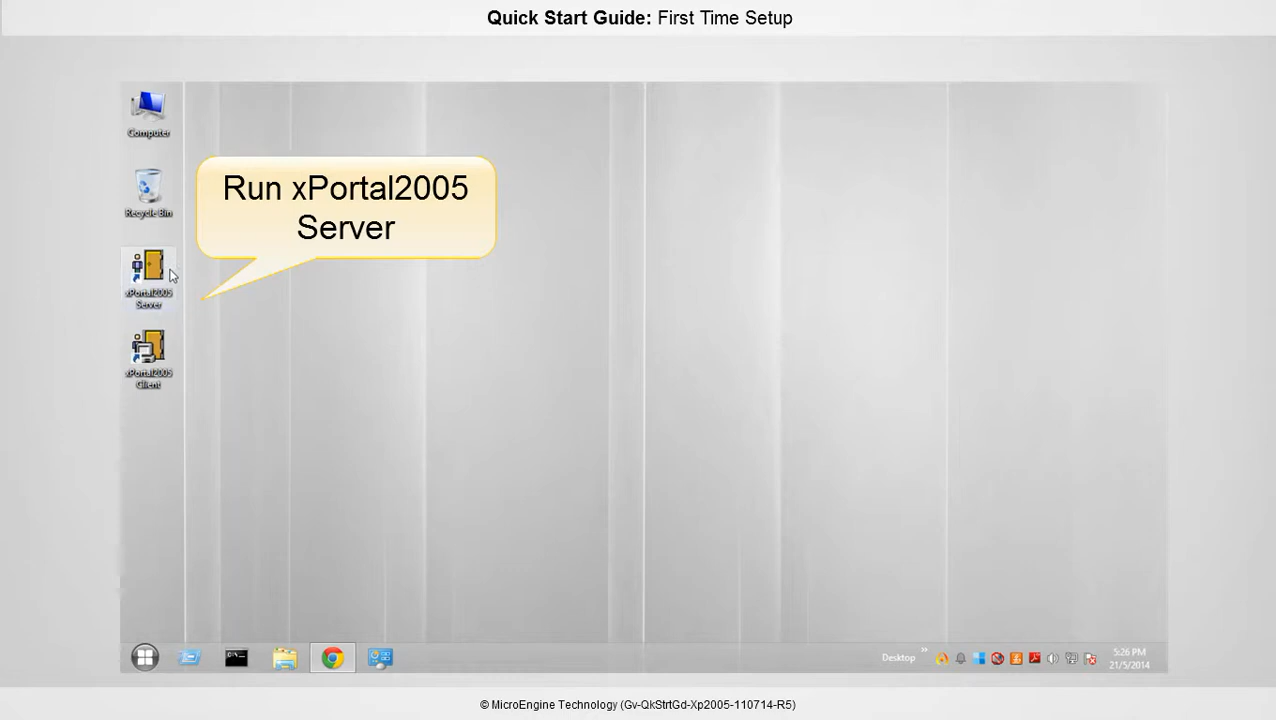 Quick Start Guide: First Time Setup
Computer
Run xPortal2005
Server
Recycle Bin
xPortal2005
Server
xPortal2005
Client
Desktop
5:26 PM
21/5/2014
© MicroEngine Technology (Gv-QkStrtGd-Xp2005-110714-R5)